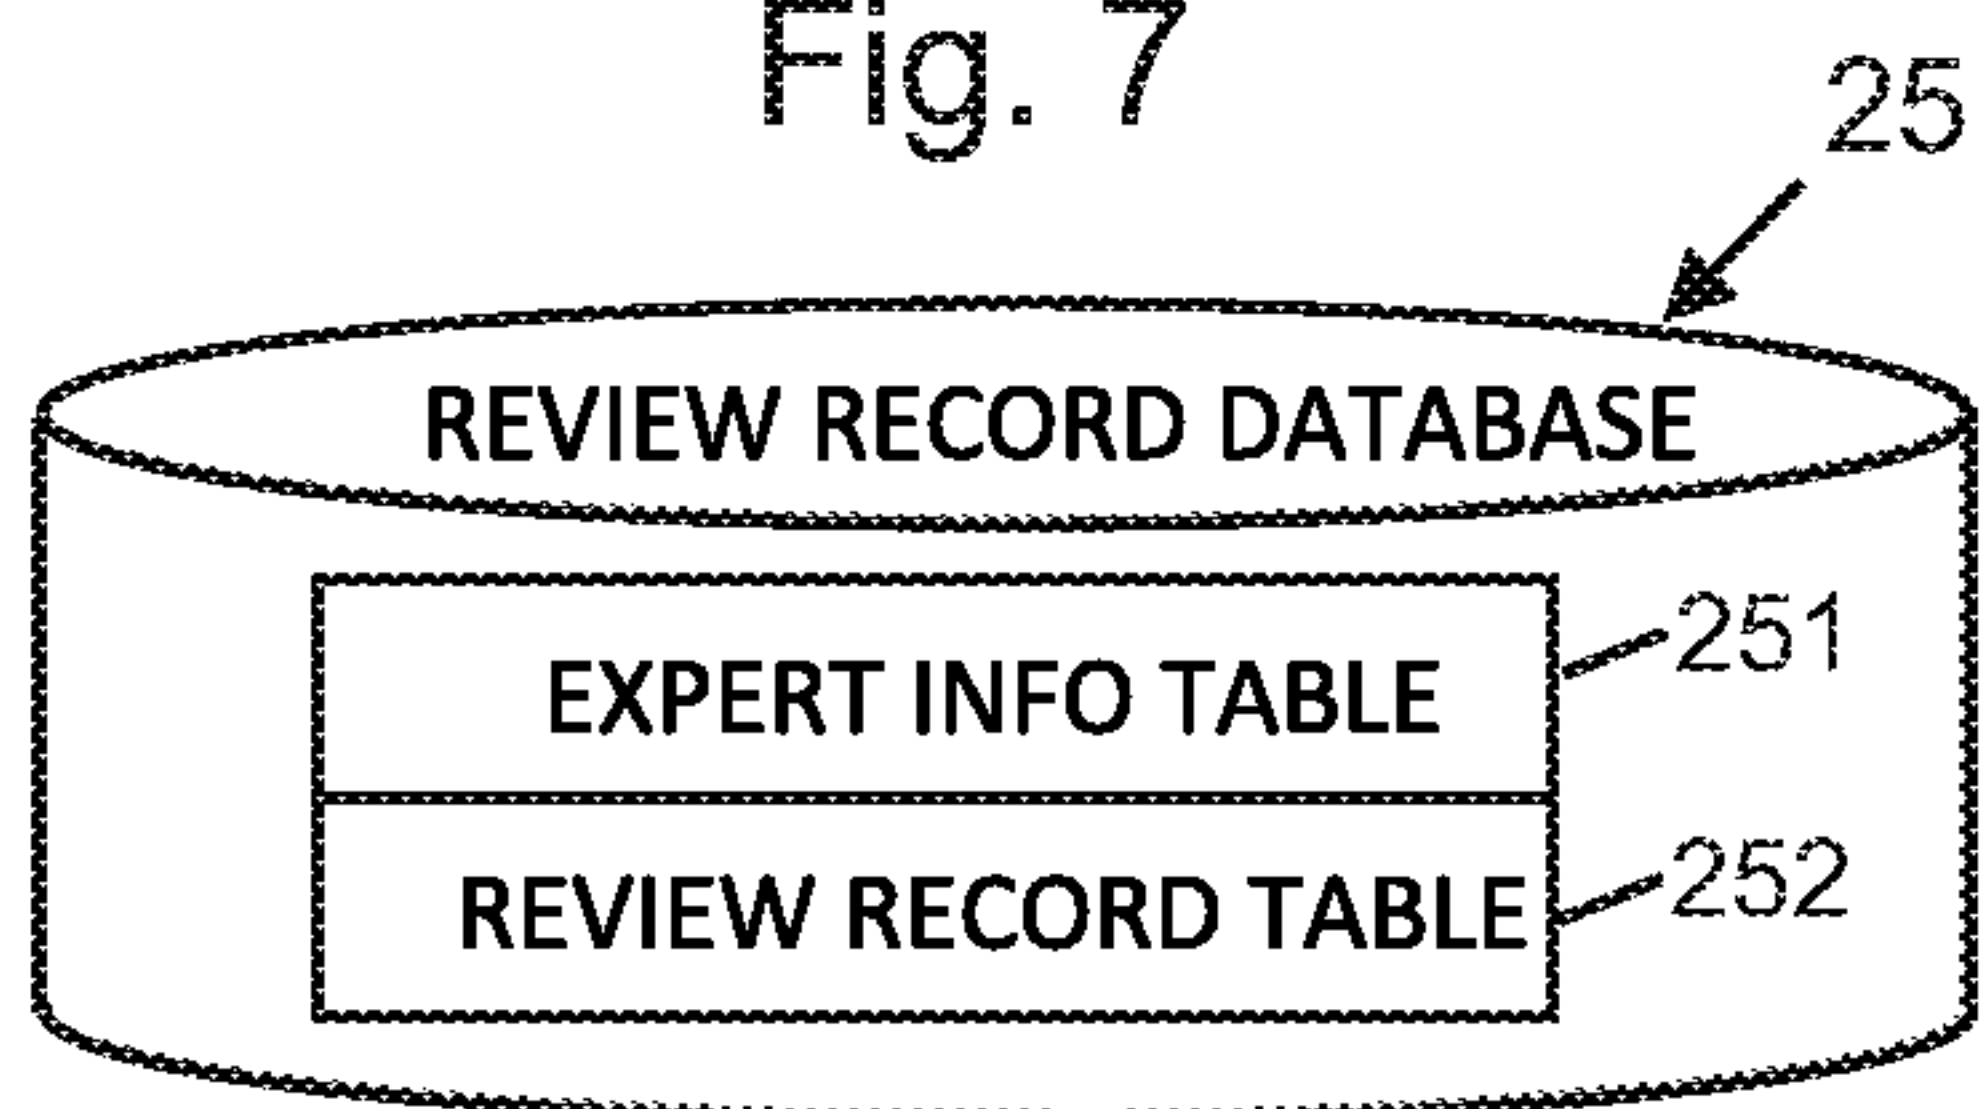 Fig. 7
25
REVIEW RECORD DATABASE
EXPERT INFO TABLE
251
REVIEW RECORD TABLE
252